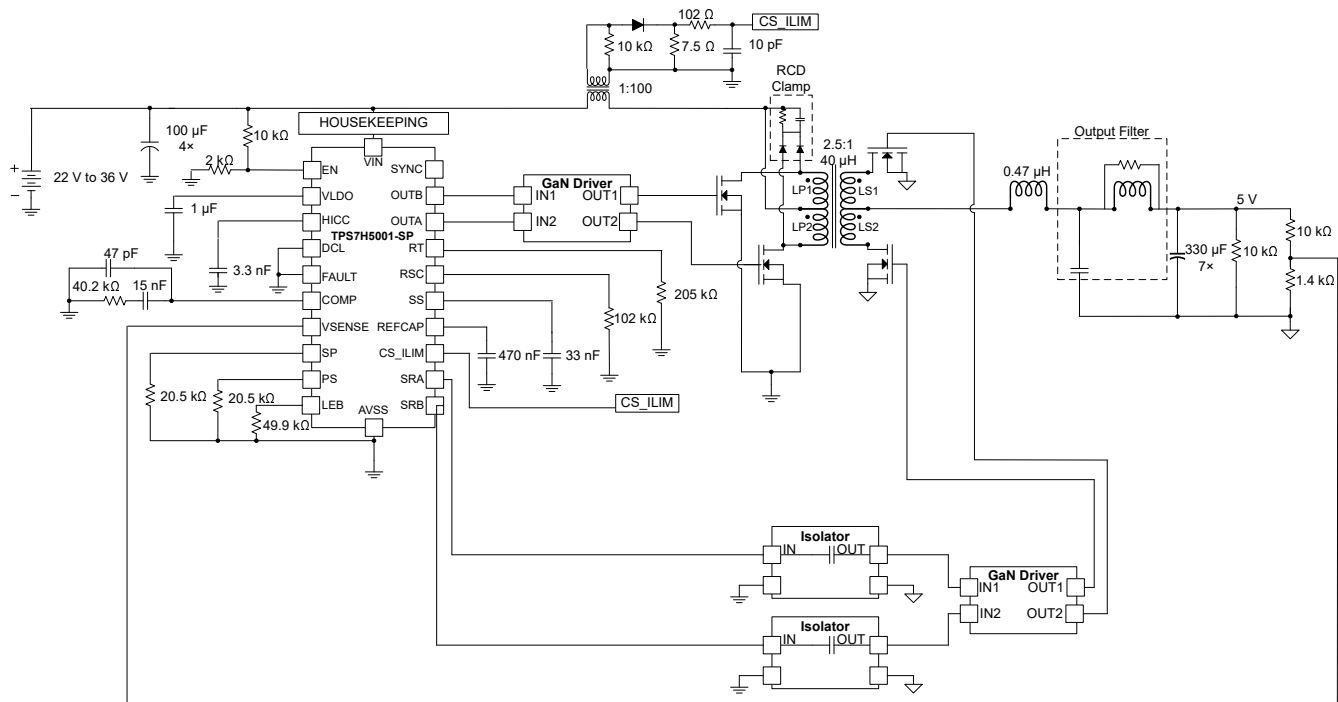 102 Ω
CS_ILIM
10 kΩ
7.5 Ω
10 pF
1:100
RCD
Clamp
HOUSEKEEPING
100 µF
4×
10 kΩ
2 kΩ
+
–
22 V to 36 V
1 µF
3.3 nF
47 pF
40.2 kΩ
15 nF
20.5 kΩ
20.5 kΩ
49.9 kΩ
VIN
EN
VLDO
HICC
TPS7H5001-SP
DCL
FAULT
COMP
VSENSE
SP
PS
LEB
AVSS
SYNC
OUTB
OUTA
RT
RSC
SS
REFCAP
CS_ILIM
SRA
SRB
GaN Driver
IN1
OUT1
IN2
OUT2
205 kΩ
102 kΩ
470 nF
33 nF
CS_ILIM
2.5:1
40 µH
LP1
LS1
LP2
LS2
0.47 µH
Output Filter
5 V
330 µF
7×
10 kΩ
10 kΩ
1.4 kΩ
Isolator
IN
OUT
Isolator
IN
OUT
GaN Driver
IN1
OUT1
IN2
OUT2